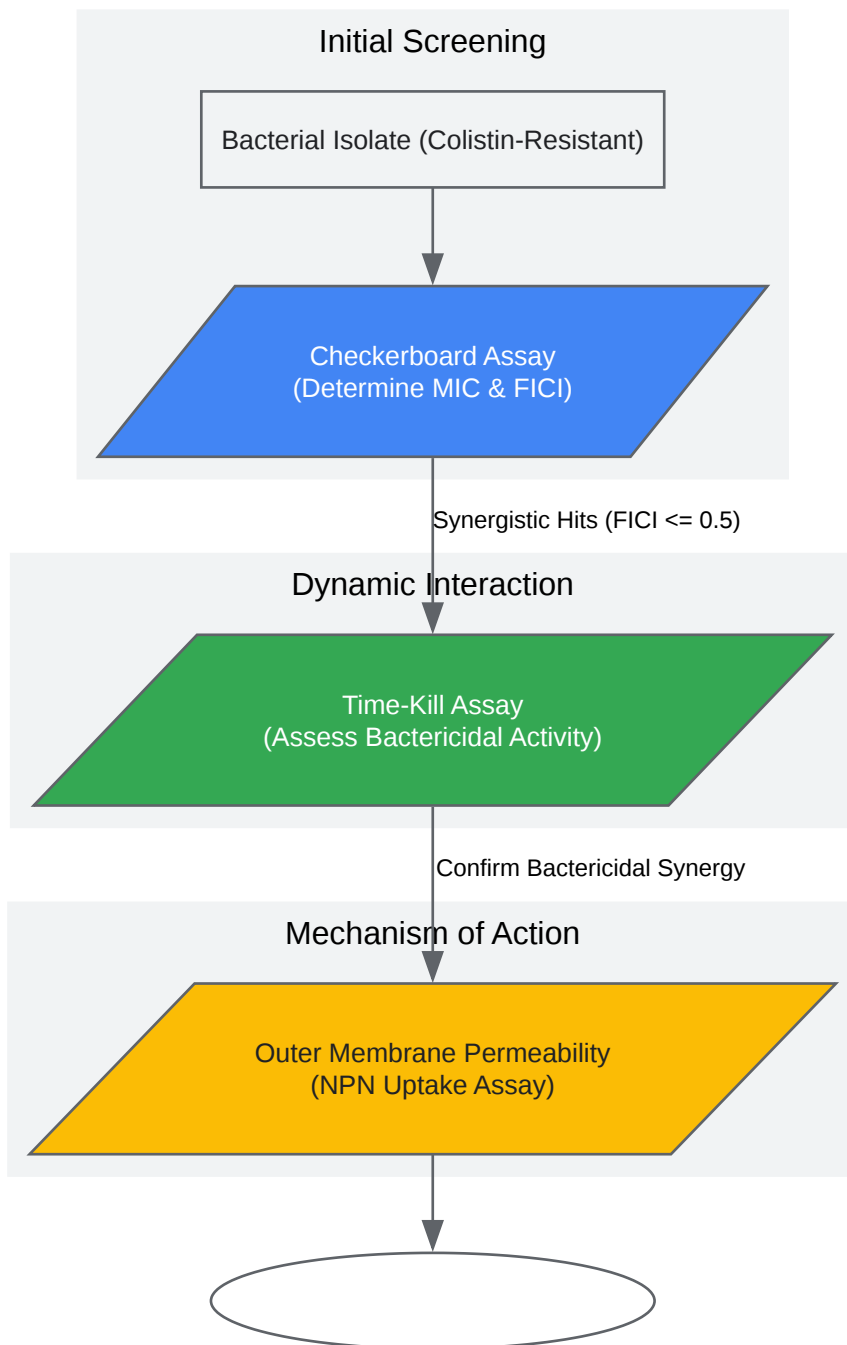 Initial Screening
Bacterial Isolate (Colistin-Resistant)
Checkerboard Assay
(Determine MIC & FICI)
Synergistic Hits (FICI <= 0.5)
Dynamic Interaction
Time-Kill Assay
(Assess Bactericidal Activity)
Confirm Bactericidal Synergy
Mechanism of Action
Outer Membrane Permeability
(NPN Uptake Assay)